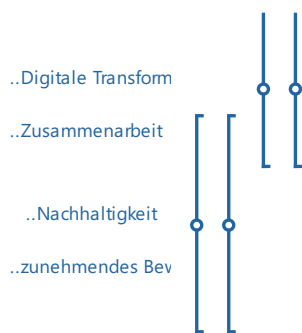 ..Digitale Transform
..Zusammenarbeit
..Nachhaltigkeit
..zunehmendes Bev